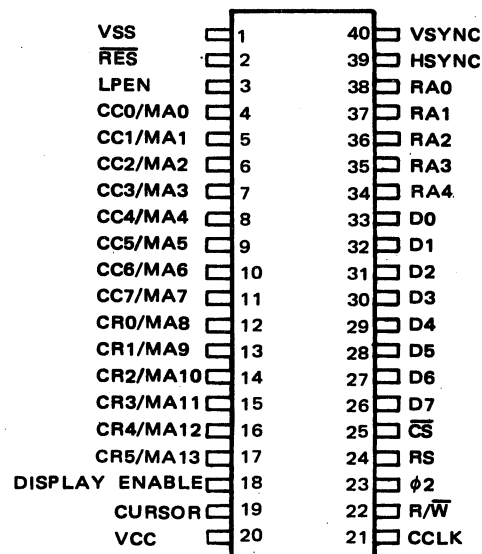 VSS 1 40 VSYNC
R̅E̅S̅ 2 39 HSYNC
LPEN 3 38 RA0
CC0/MA0 4 37 RA1
CC1/MA1 5 36 RA2
CC2/MA2 6 35 RA3
CC3/MA3 7 34 RA4
CC4/MA4 8 33 D0
CC5/MA5 9 32 D1
CC6/MA6 10 31 D2
CC7/MA7 11 30 D3
CR0/MA8 12 29 D4
CR1/MA9 13 28 D5
CR2/MA10 14 27 D6
CR3/MA11 15 26 D7
CR4/MA12 16 25 C̅S̅
CR5/MA13 17 24 RS
DISPLAY ENABLE 18 23 ϕ2
CURSOR 19 22 R/W̅
VCC 20 21 CCLK